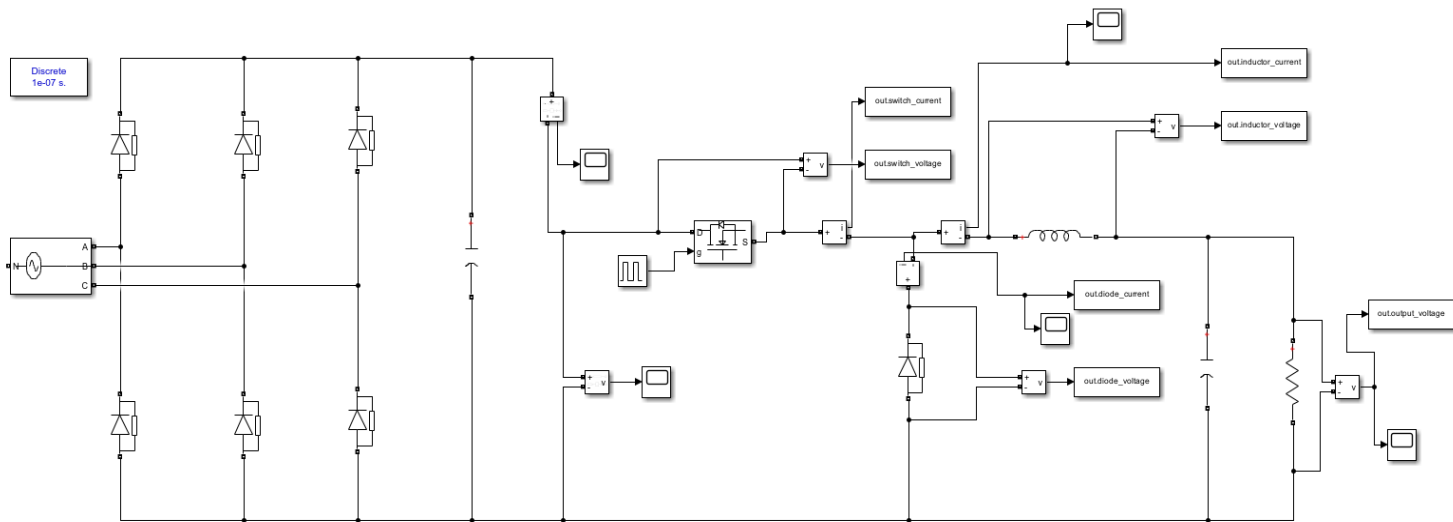 Discrete
1e-07 s.
out.inductor_current
out.switch_current
out.inductor_voltage
out.switch_voltage
A
N
B
C
D
S
g
i
i
v
v
v
v
v
out.diode_current
out.output_voltage
out.diode_voltage